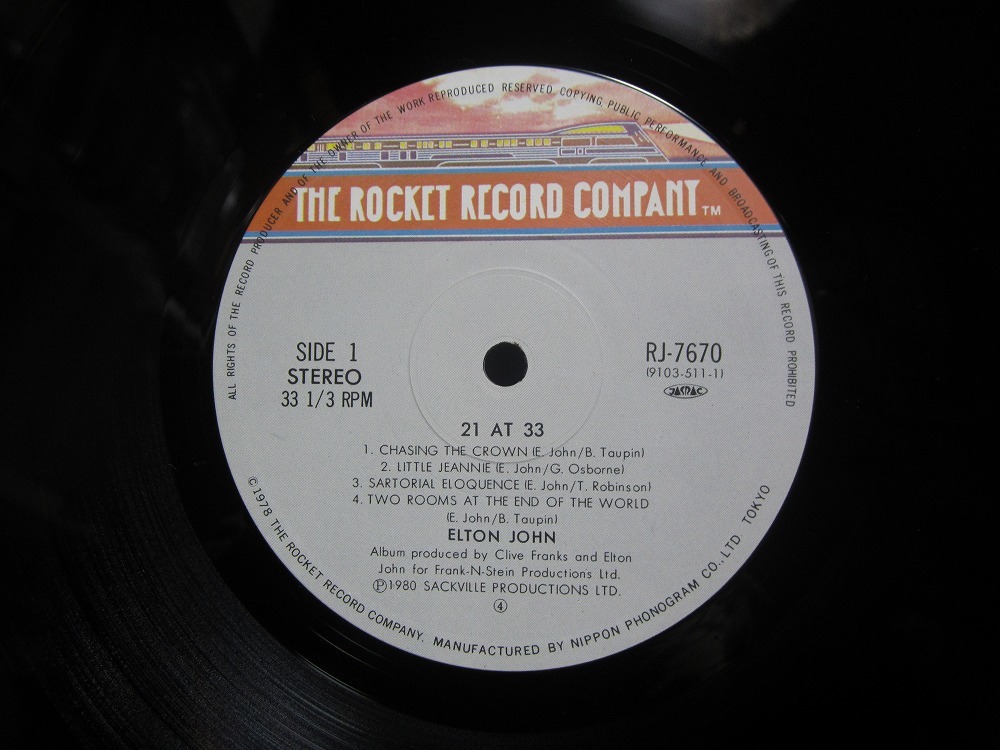 ALL RIGHTS OF THE RECORD PRODUCER AND OF THE OWNER OF THE WORK REPRODUCED RESERVED. COPYING, PUBLIC PERFORMANCE AND BROADCASTING OF THIS RECORD PROHIBITED
THE ROCKET RECORD COMPANY TM
SIDE 1
STEREO
33 1/3 RPM
RJ-7670
(9103-511-1)
JASRAC
21 AT 33
1. CHASING THE CROWN (E. John/B. Taupin)
2. LITTLE JEANNIE (E. John/G. Osborne)
3. SARTORIAL ELOQUENCE (E. John/T. Robinson)
4. TWO ROOMS AT THE END OF THE WORLD
(E. John/B. Taupin)
ELTON JOHN
Album produced by Clive Franks and Elton
John for Frank-N-Stein Productions Ltd.
Ⓟ1980 SACKVILLE PRODUCTIONS LTD.
④
©1978 THE ROCKET RECORD COMPANY. MANUFACTURED BY NIPPON PHONOGRAM CO., LTD. TOKYO